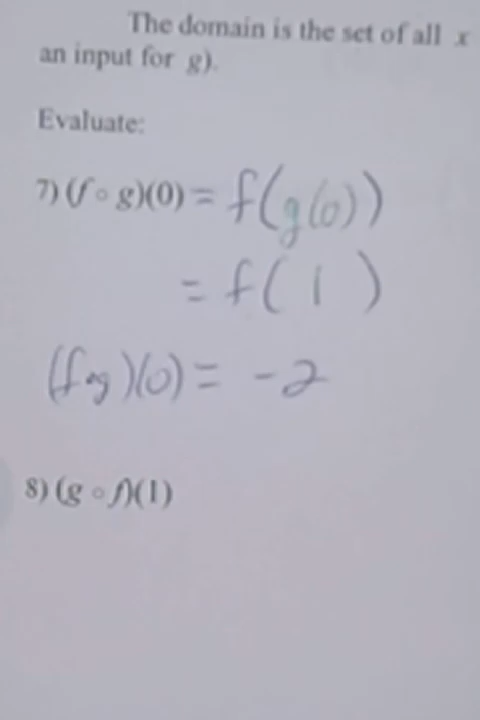 The domain is the set of all x
an input for g).
Evaluate:
7) (f ∘ g)(0) = f(g(0))
= f( 1 )
(f∘g)(0) = -2
8) (g ∘ f)(1)